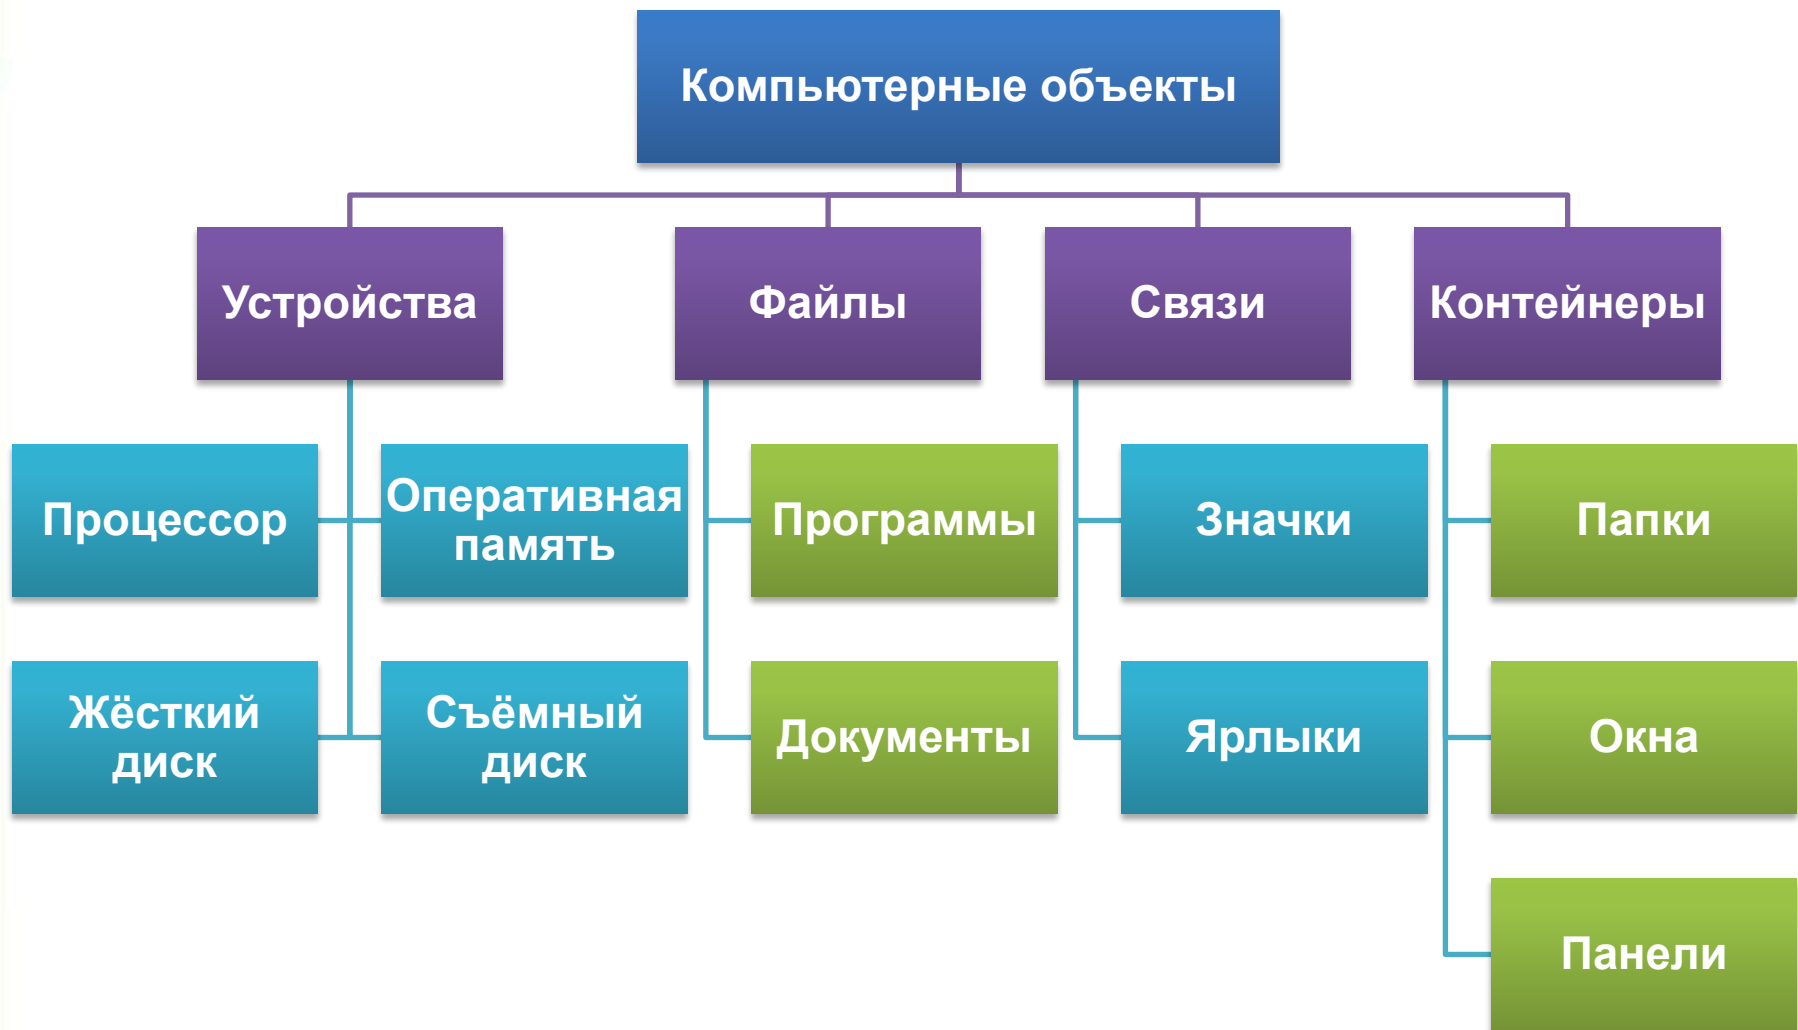 Компьютерные объекты
Устройства
Файлы
Связи
Контейнеры
Процессор
Оперативная
память
Программы
Значки
Папки
Жёсткий
диск
Съёмный
диск
Документы
Ярлыки
Окна
Панели